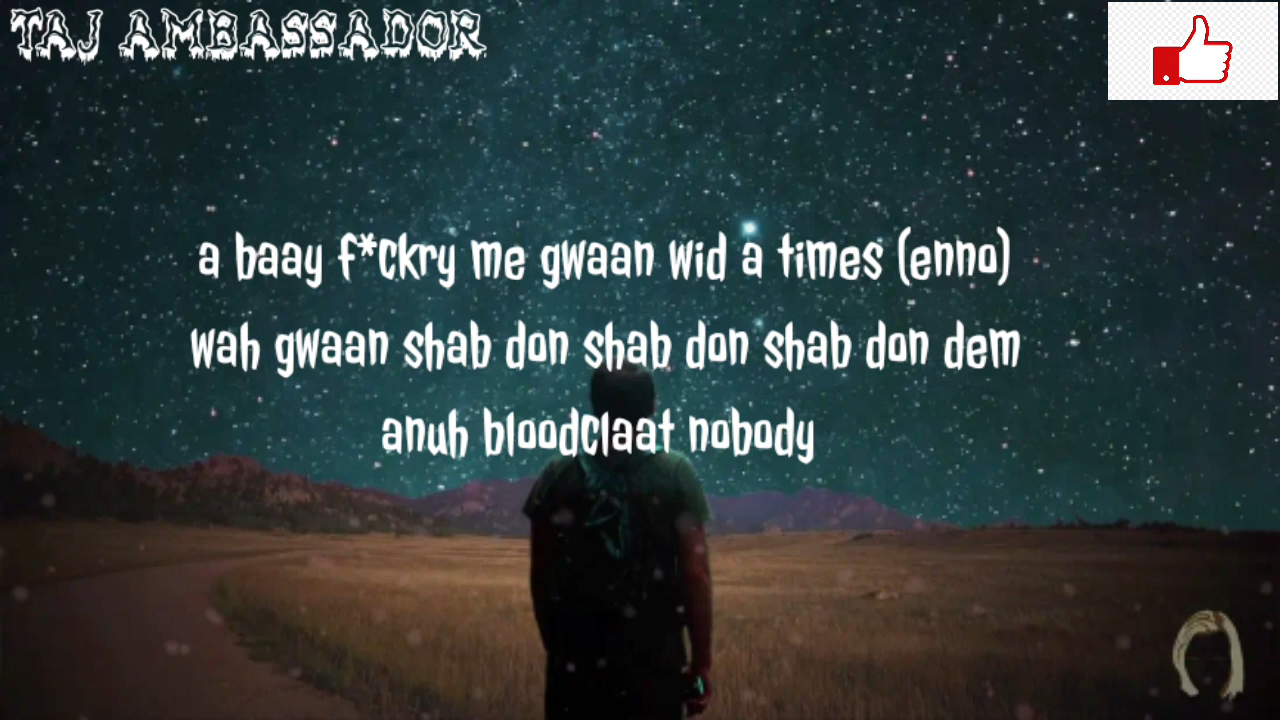 TAJ AMBASSADOR
a baay f*ckry me gwaan wid a times (enno)
wah gwaan shab don shab don shab don dem
anuh bloodclaat nobody